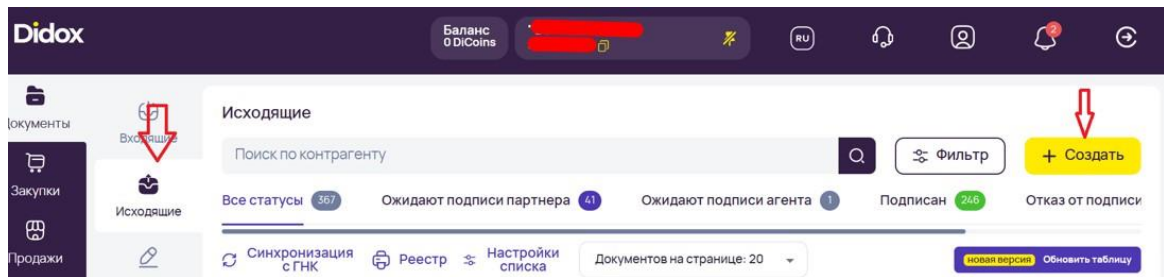 Didox
Баланс
0 DiCoins
RU
2
окументы
Входящие
Исходящие
Поиск по контрагенту
Фильтр
+ Создать
Закупки
Исходящие
Все статусы 367
Ожидают подписи партнера 41
Ожидают подписи агента 1
Подписан 246
Отказ от подписи
Продажи
Синхронизация
с ГНК
Реестр
Настройки
списка
Документов на странице: 20
новая версия Обновить таблицу